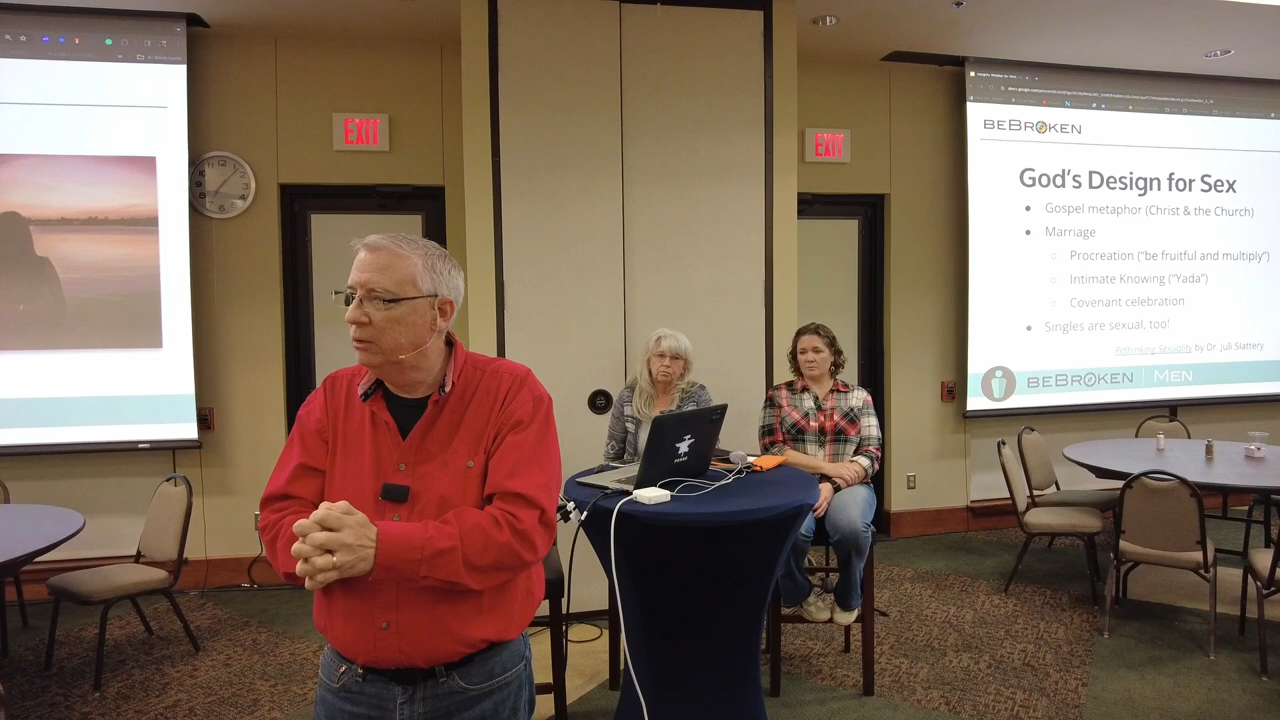 EXIT
EXIT
BEBROKEN
God's Design for Sex
Gospel metaphor (Christ & the Church)
Marriage
Procreation ("be fruitful and multiply")
Intimate Knowing ("Yada")
Covenant celebration
Singles are sexual, too!
Rethinking Sexuality by Dr. Juli Slattery
BEBROKEN | MEN